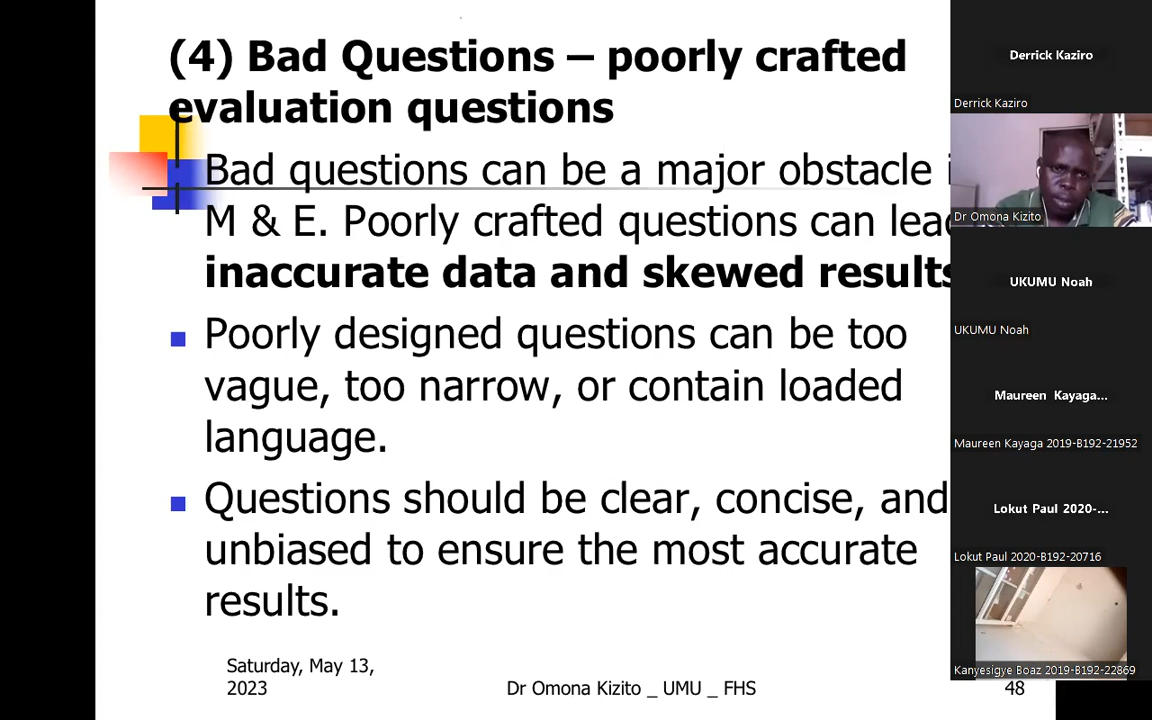 (4) Bad Questions – poorly crafted
evaluation questions
Bad questions can be a major obstacle
M & E. Poorly crafted questions can
inaccurate data and skewed results
Poorly designed questions can be too
vague, too narrow, or contain loaded
language.
Questions should be clear, concise, and
unbiased to ensure the most accurate
results.
Saturday, May 13,
2023
Dr Omona Kizito _ UMU _ FHS
48
Derrick Kaziro
Derrick Kaziro
Dr Omona Kizito
UKUMU Noah
UKUMU Noah
Maureen Kayaga...
Maureen Kayaga 2019-B192-21952
Lokut Paul 2020-...
Lokut Paul 2020-B192-20716
Kanyesigye Boaz 2019-B192-22869